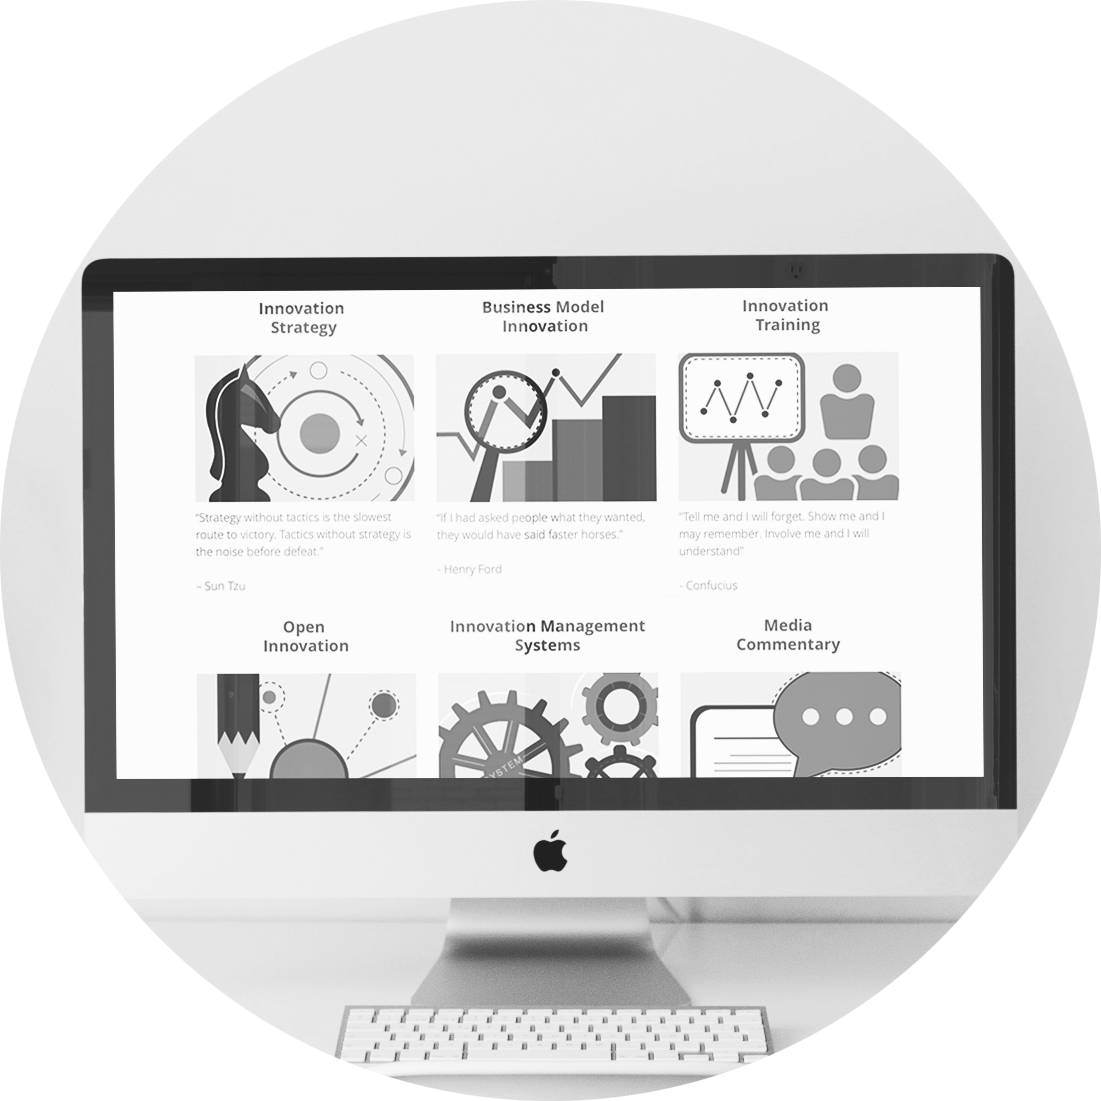 Innovation
Strategy
Business Model
Innovation
Innovation
Training
"Strategy without tactics is the slowest
route to victory. Tactics without strategy is
the noise before defeat."
– Sun Tzu
"If I had asked people what they wanted,
they would have said faster horses."
- Henry Ford
"Tell me and I will forget. Show me and I
may remember. Involve me and I will
understand"
- Confucius
Open
Innovation
Innovation Management
Systems
Media
Commentary
SYSTEM